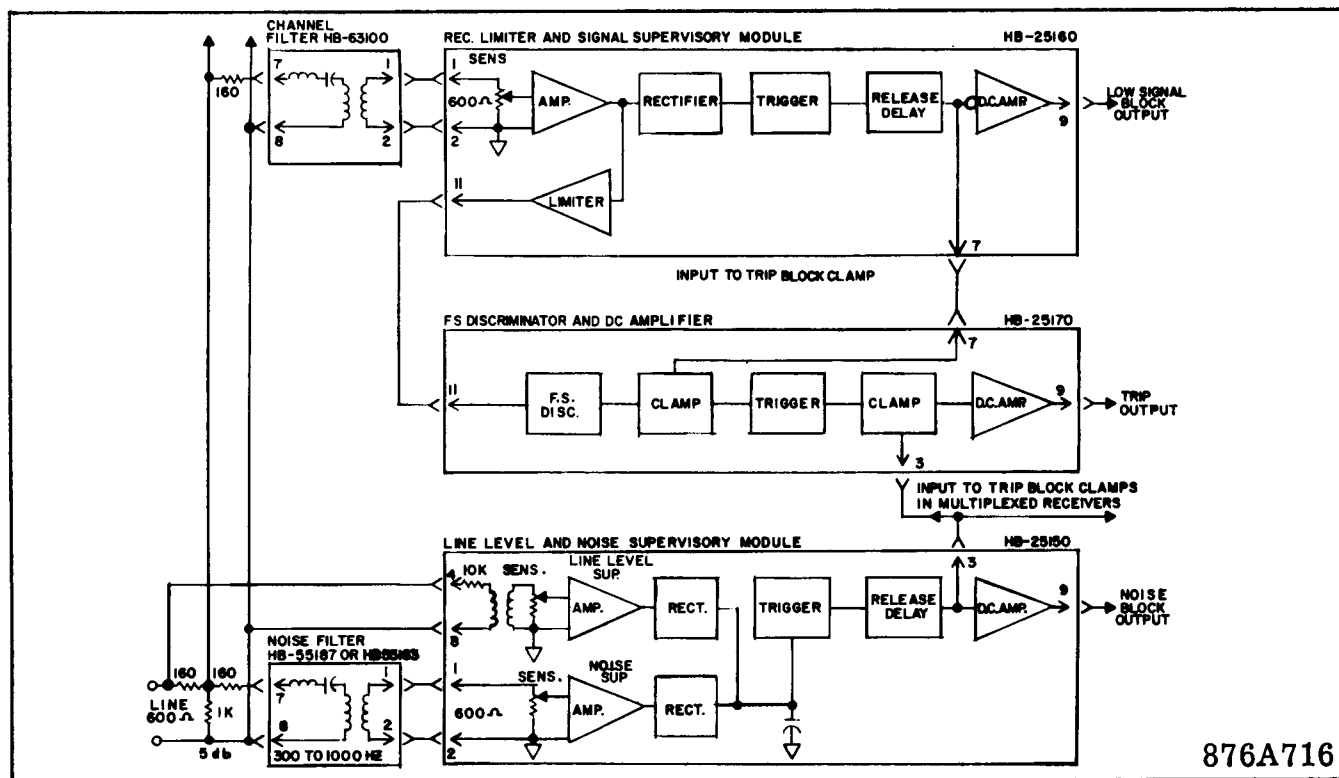 CHANNEL
FILTER HB-63100
REC. LIMITER AND SIGNAL SUPERVISORY MODULE
HB-25160
160
7
1
8
2
1
SENS
600Ω
2
AMP.
RECTIFIER
TRIGGER
RELEASE
DELAY
D.C. AMP.
9
LOW SIGNAL
BLOCK
OUTPUT
11
LIMITER
7
INPUT TO TRIP BLOCK CLAMP
FS DISCRIMINATOR AND DC AMPLIFIER
HB-25170
7
11
F.S.
DISC.
CLAMP
TRIGGER
CLAMP
D.C. AMP.
9
TRIP
OUTPUT
3
INPUT TO TRIP BLOCK CLAMPS
IN MULTIPLEXED RECEIVERS
LINE LEVEL AND NOISE SUPERVISORY MODULE
HB-25150
3
4
10K
SENS.
LINE LEVEL
SUP.
AMP.
RECT.
TRIGGER
RELEASE
DELAY
D.C. AMP.
9
NOISE
BLOCK
OUTPUT
8
NOISE FILTER
HB-55187 OR HB55163
160
160
7
1
LINE
600Ω
1K
8
2
5 db
300 TO 1000 HZ
1
SENS.
600Ω
2
NOISE
SUP
AMP.
RECT.
876A716